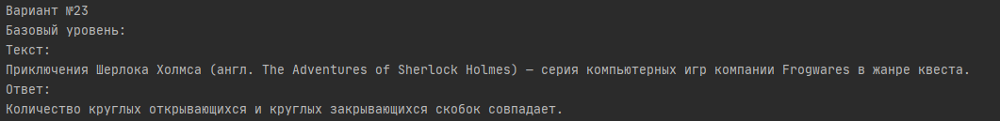 Вариант №23
Базовый уровень:
Текст:
Приключения Шерлока Холмса (англ. The Adventures of Sherlock Holmes) — серия компьютерных игр компании Frogwares в жанре квеста.
Ответ:
Количество круглых открывающихся и круглых закрывающихся скобок совпадает.